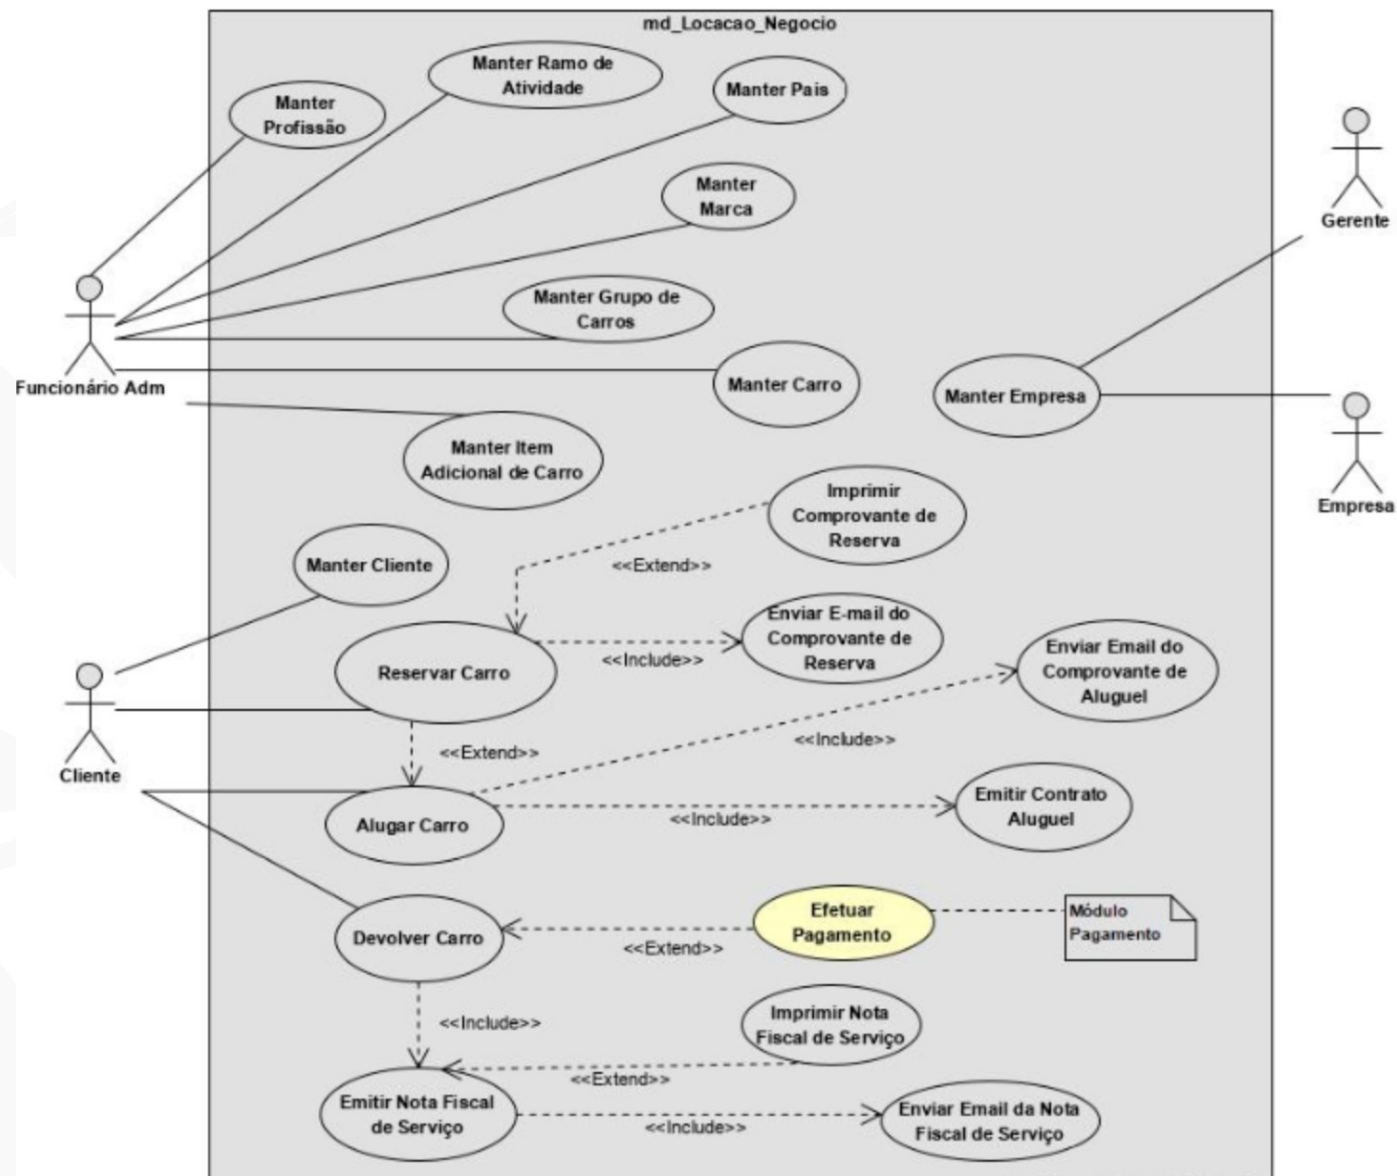 md_Locacao_Negocio
Manter Ramo de
Atividade
Manter Pais
Manter
Profissão
Manter
Marca
Gerente
Manter Grupo de
Carros
Funcionário Adm
Manter Carro
Manter Empresa
Manter Item
Adicional de Carro
Empresa
Imprimir
Comprovante de
Reserva
<<Extend>>
Manter Cliente
Enviar E-mail do
Comprovante de
Reserva
<<Include>>
Reservar Carro
Enviar Email do
Comprovante de
Aluguel
<<Include>>
<<Extend>>
Cliente
Alugar Carro
<<Include>>
Emitir Contrato
Aluguel
Devolver Carro
<<Extend>>
Efetuar
Pagamento
Módulo
Pagamento
<<Include>>
Imprimir Nota
Fiscal de Serviço
<<Extend>>
Emitir Nota Fiscal
de Serviço
<<Include>>
Enviar Email da Nota
Fiscal de Serviço